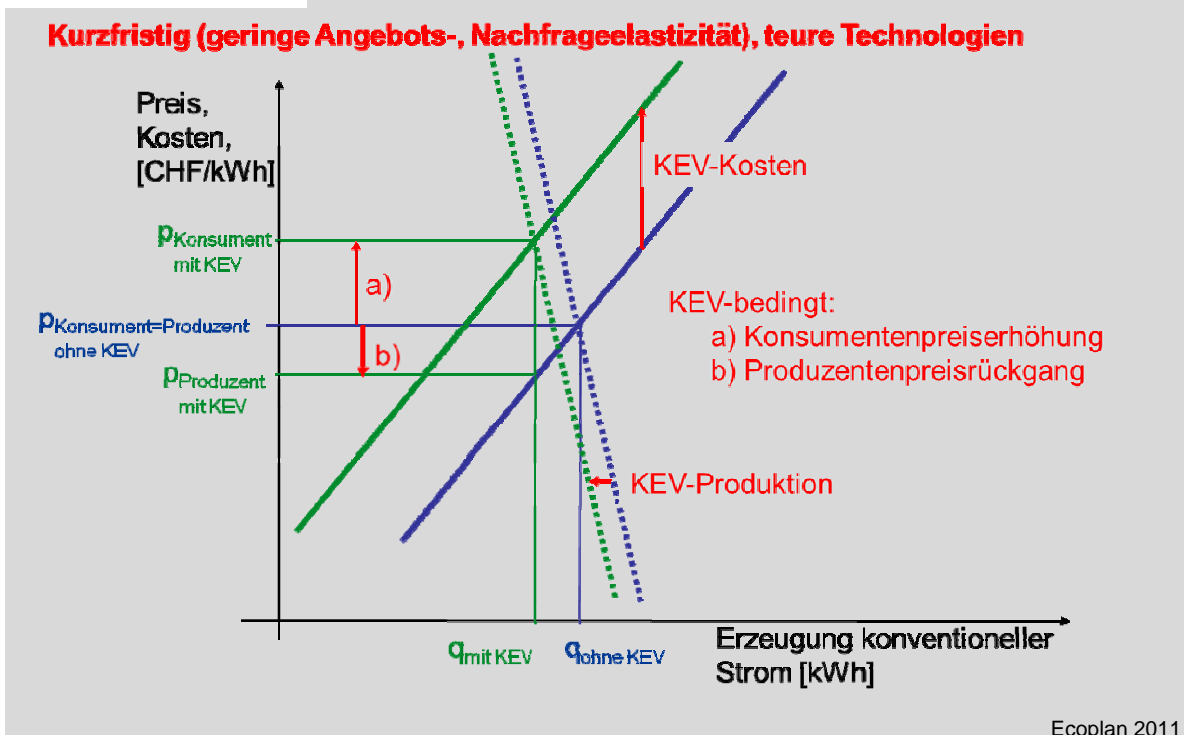 Kurzfristig (geringe Angebots-, Nachfrageelastizität), teure Technologien
Preis,
Kosten,
[CHF/kWh]
KEV-Kosten
pKonsument
mit KEV
a)
pKonsument=Produzent
ohne KEV
b)
pProduzent
mit KEV
KEV-bedingt:
a) Konsumentenpreiserhöhung
b) Produzentenpreisrückgang
KEV-Produktion
qmit KEV
qohne KEV
Erzeugung konventioneller
Strom [kWh]
Ecoplan 2011